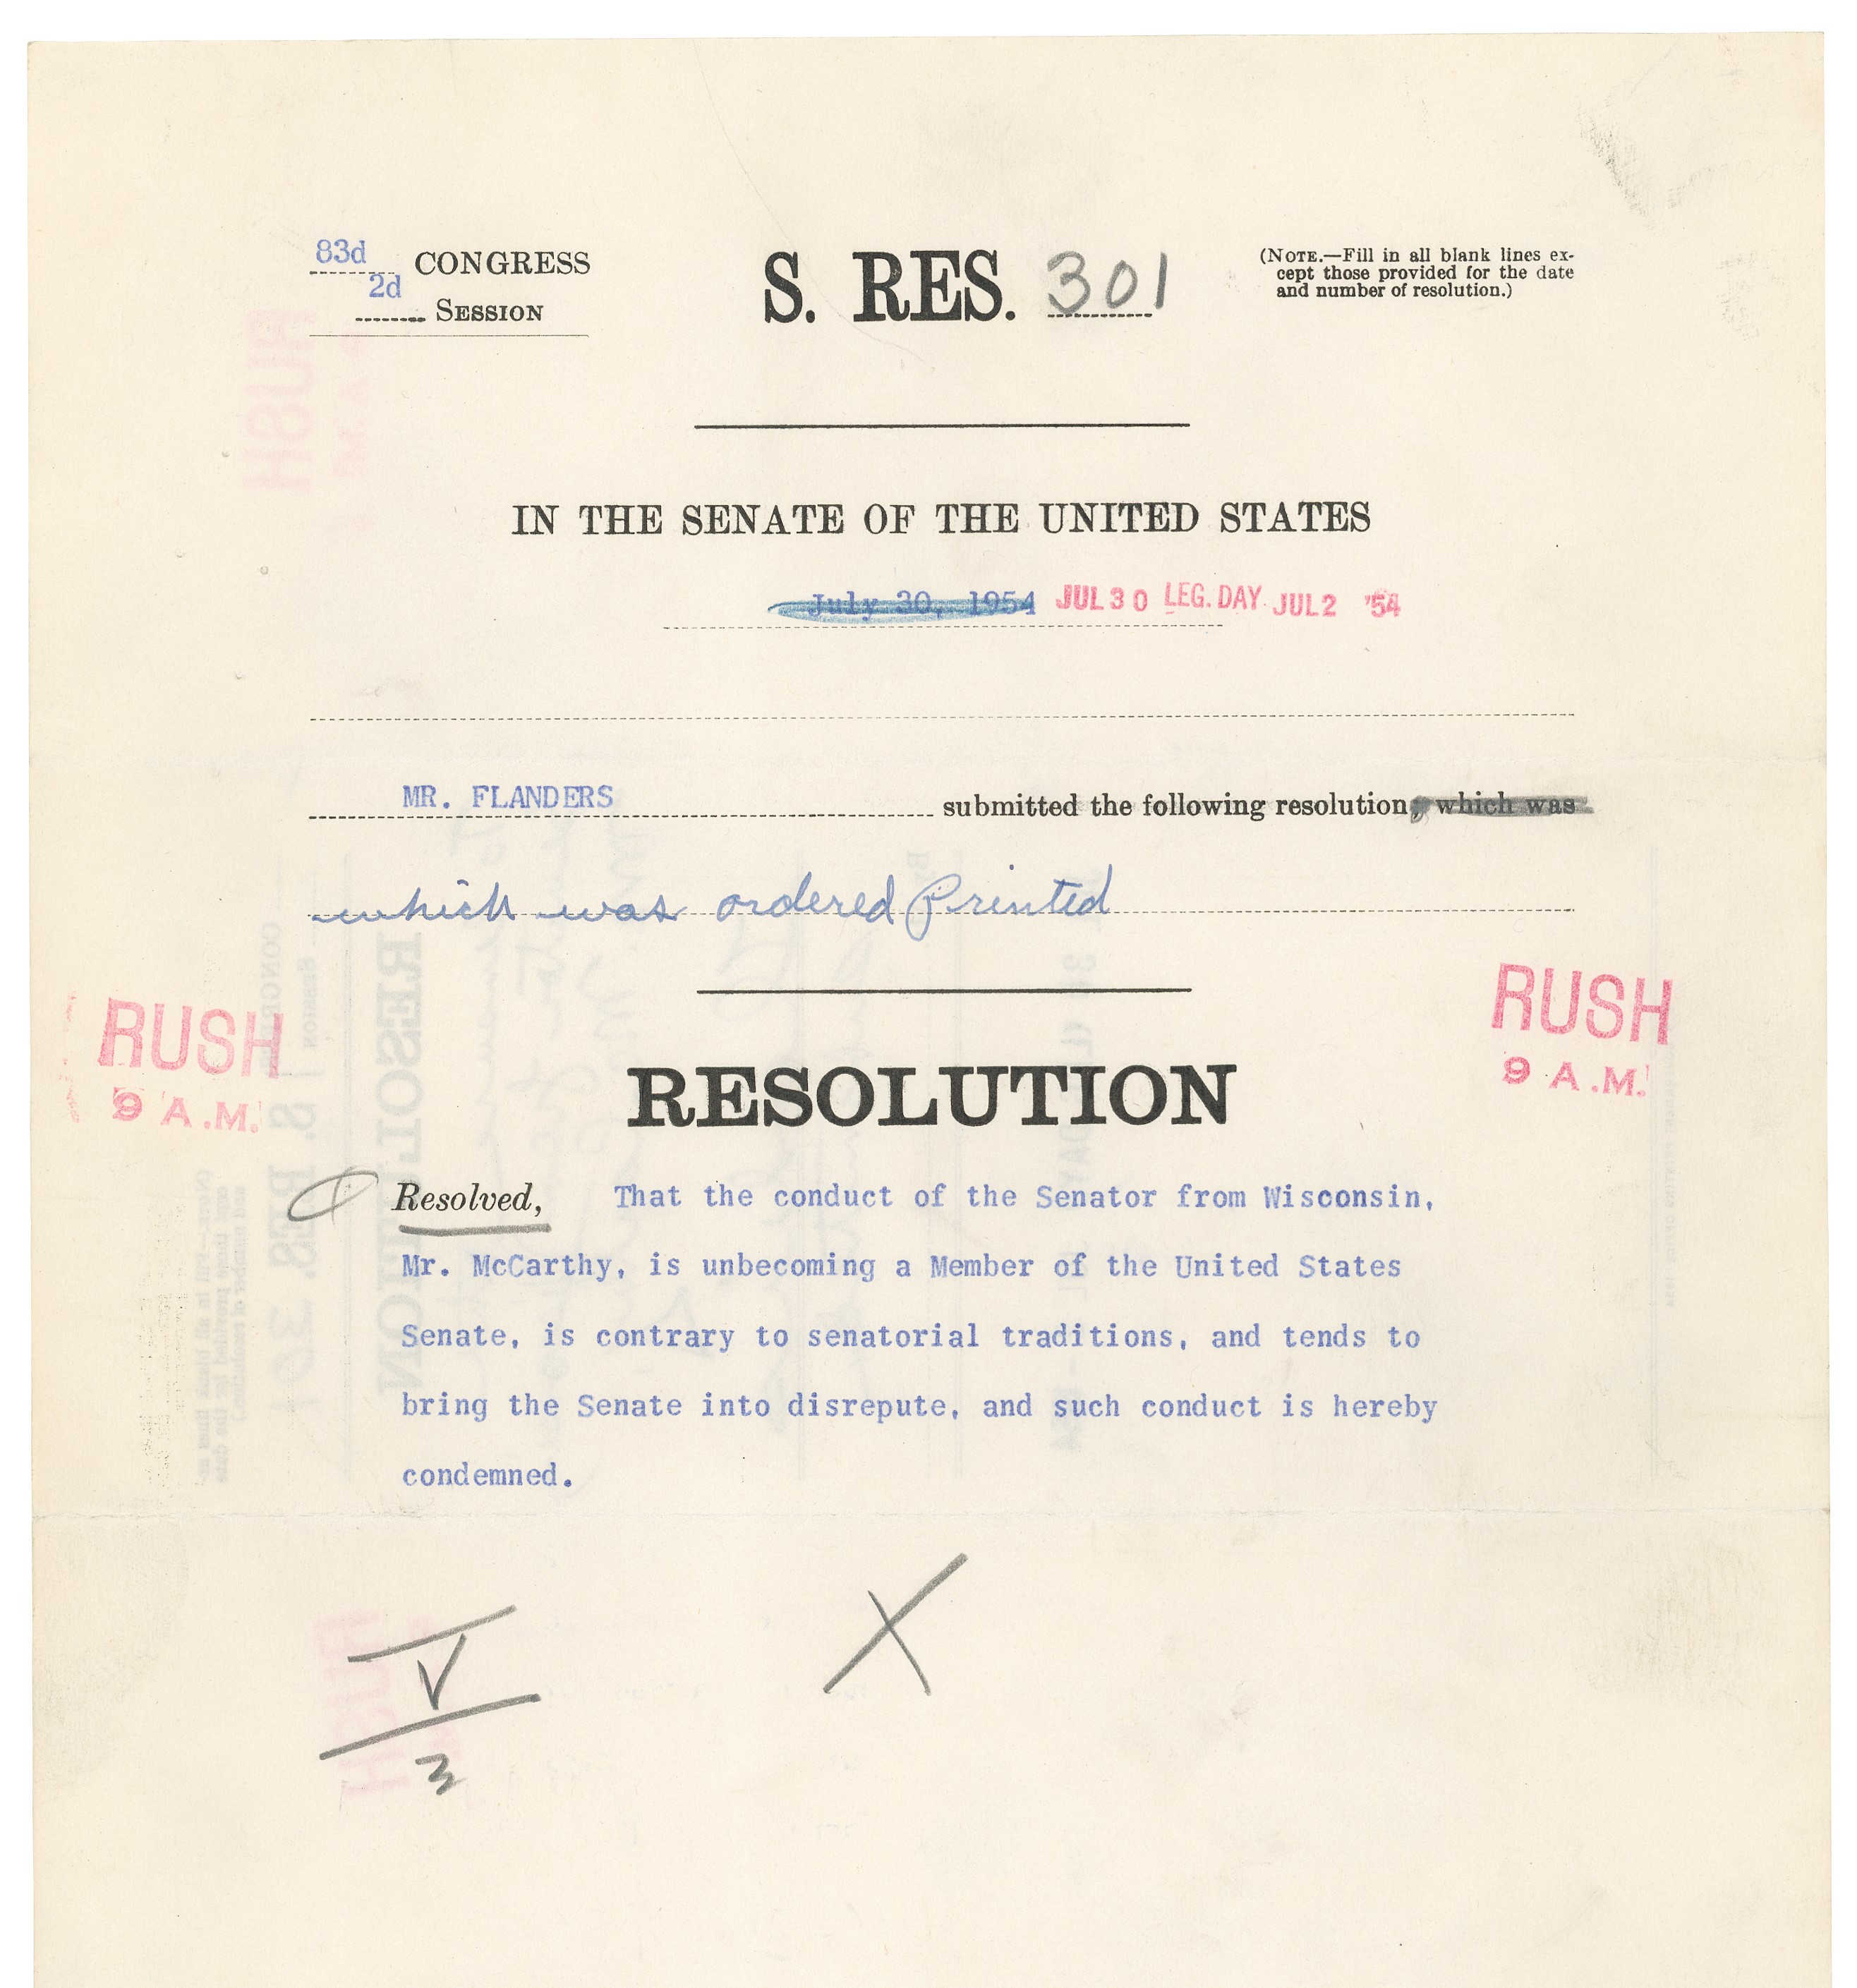 83d CONGRESS
2d SESSION
S. RES. 301
(NOTE.—Fill in all blank lines ex-
cept those provided for the date
and number of resolution.)
IN THE SENATE OF THE UNITED STATES
July 30, 1954 JUL 30 LEG. DAY JUL 2 '54
MR. FLANDERS submitted the following resolution; which was
which was ordered Printed
RUSH
9 A.M.
RUSH
9 A.M.
RESOLUTION
Resolved, That the conduct of the Senator from Wisconsin,
Mr. McCarthy, is unbecoming a Member of the United States
Senate, is contrary to senatorial traditions, and tends to
bring the Senate into disrepute, and such conduct is hereby
condemned.
X
V
3